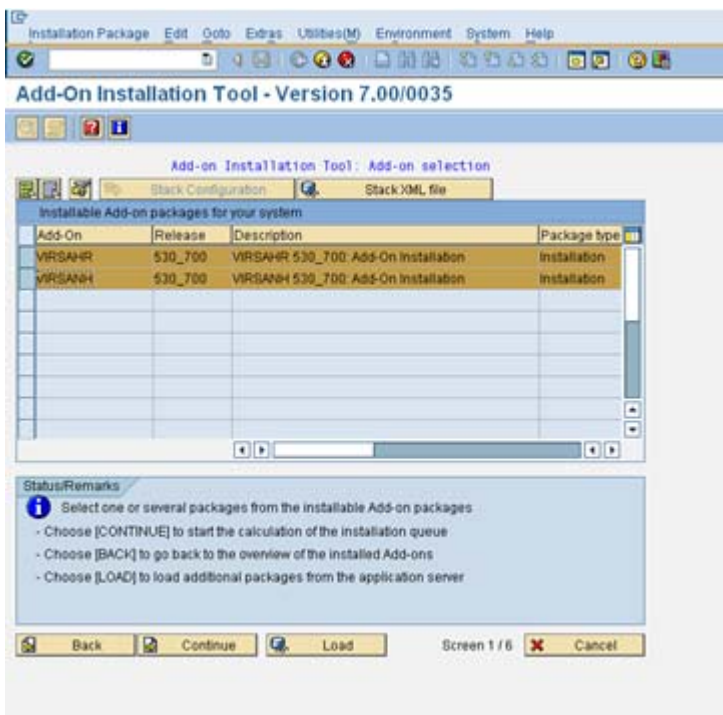 Installation Package Edit Goto Extras Utilities(M) Environment System Help
Add-On Installation Tool - Version 7.00/0035
Add-on Installation Tool: Add-on selection
Stack Configuration Stack XML file
Installable Add-on packages for your system
Add-On Release Description Package type
VIRSAHR 530_700 VIRSAHR 530_700: Add-On Installation Installation
VIRSANH 530_700 VIRSANH 530_700: Add-On Installation Installation
Status/Remarks
Select one or several packages from the installable Add-on packages
- Choose [CONTINUE] to start the calculation of the installation queue
- Choose [BACK] to go back to the overview of the installed Add-ons
- Choose [LOAD] to load additional packages from the application server
Back Continue Load Screen 1 / 6 Cancel